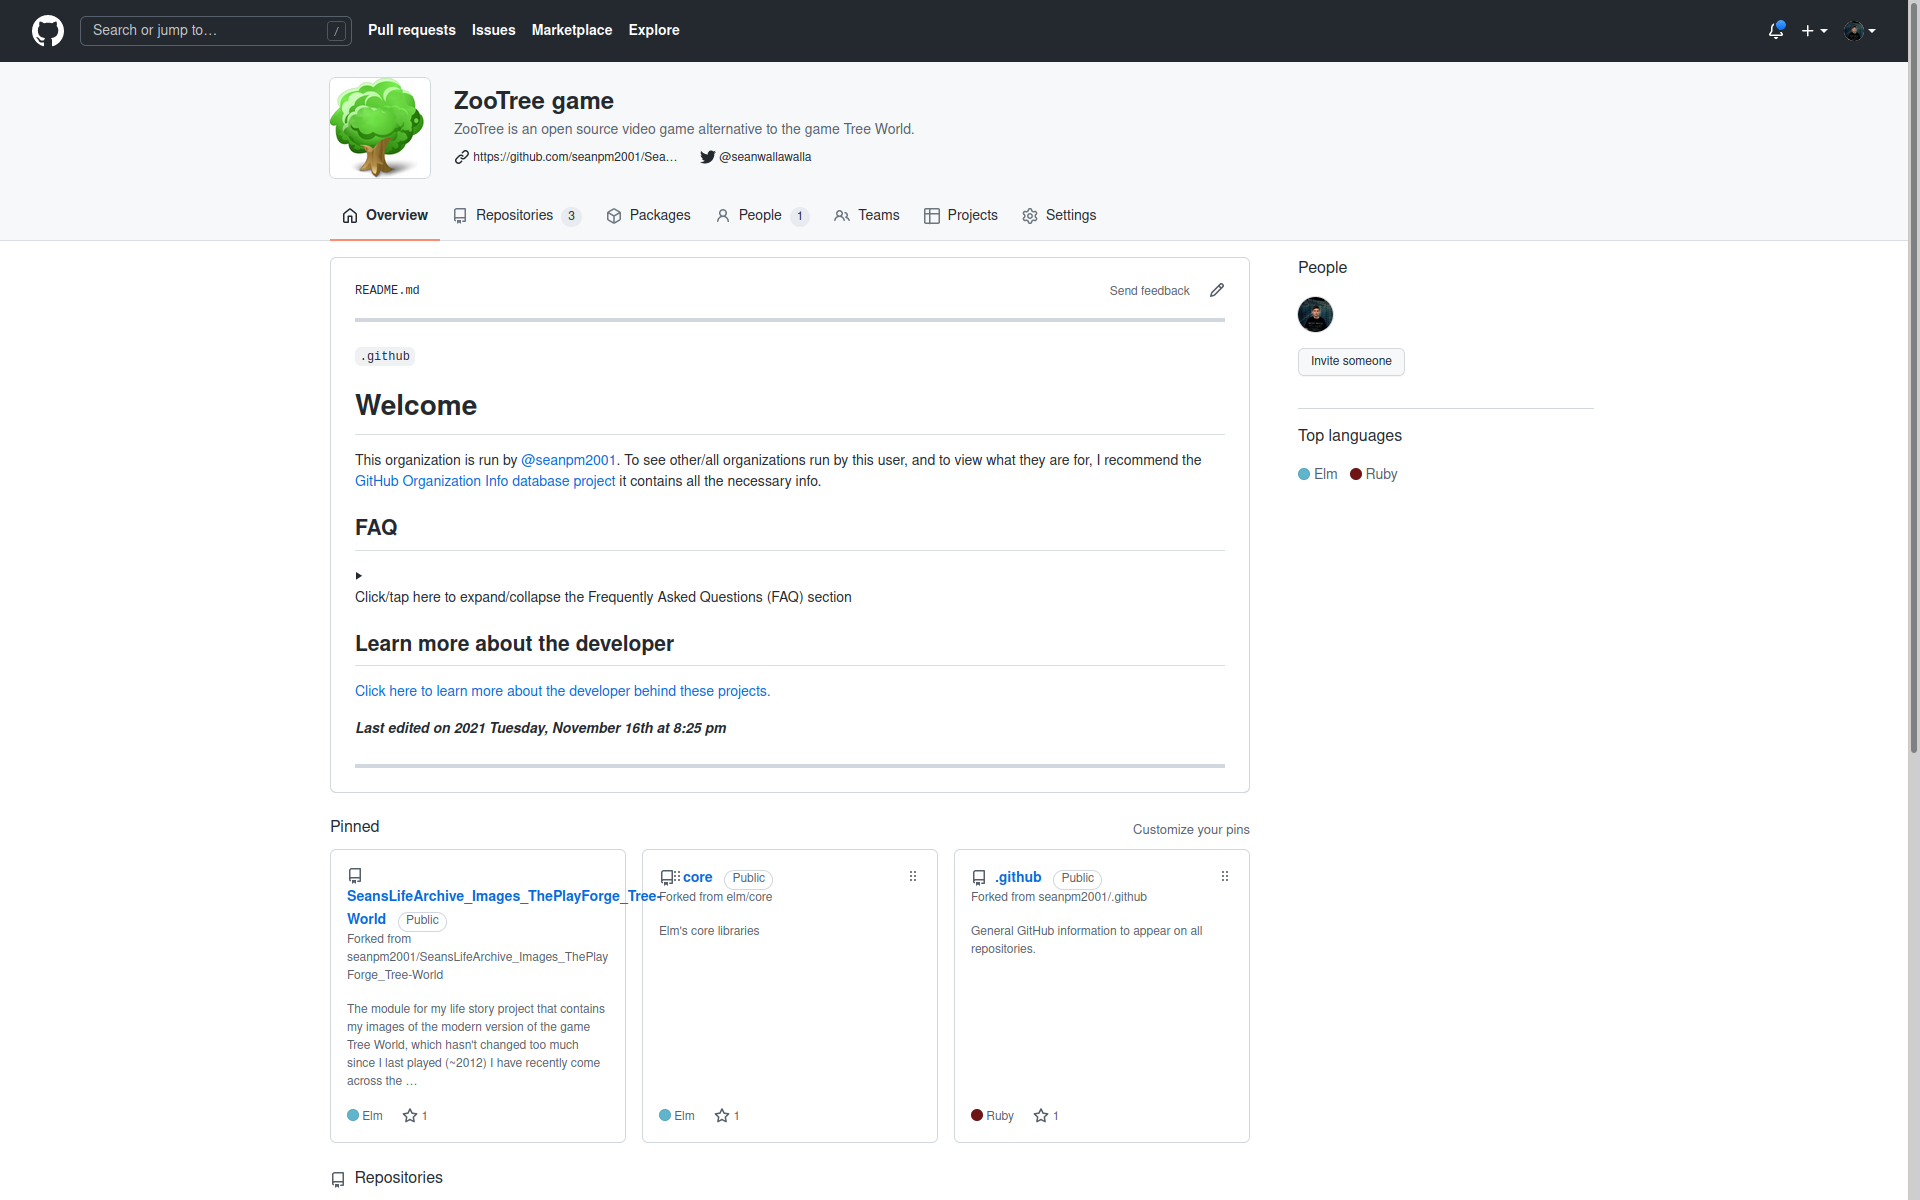 Search or jump to…
/
Pull requests
Issues
Marketplace
Explore
ZooTree game
ZooTree is an open source video game alternative to the game Tree World.
https://github.com/seanpm2001/Sea…
@seanwallawalla
Overview
Repositories 3
Packages
People 1
Teams
Projects
Settings
README.md
Send feedback
.github
Welcome
This organization is run by @seanpm2001. To see other/all organizations run by this user, and to view what they are for, I recommend the
GitHub Organization Info database project it contains all the necessary info.
FAQ
Click/tap here to expand/collapse the Frequently Asked Questions (FAQ) section
Learn more about the developer
Click here to learn more about the developer behind these projects.
Last edited on 2021 Tuesday, November 16th at 8:25 pm
People
Invite someone
Top languages
Elm
Ruby
Pinned
Customize your pins
SeansLifeArchive_Images_ThePlayForge_Tree-
World Public
Forked from
seanpm2001/SeansLifeArchive_Images_ThePlay
Forge_Tree-World
The module for my life story project that contains
my images of the modern version of the game
Tree World, which hasn't changed too much
since I last played (~2012) I have recently come
across the …
Elm 1
core Public
Forked from elm/core
Elm's core libraries
Elm 1
.github Public
Forked from seanpm2001/.github
General GitHub information to appear on all
repositories.
Ruby 1
Repositories